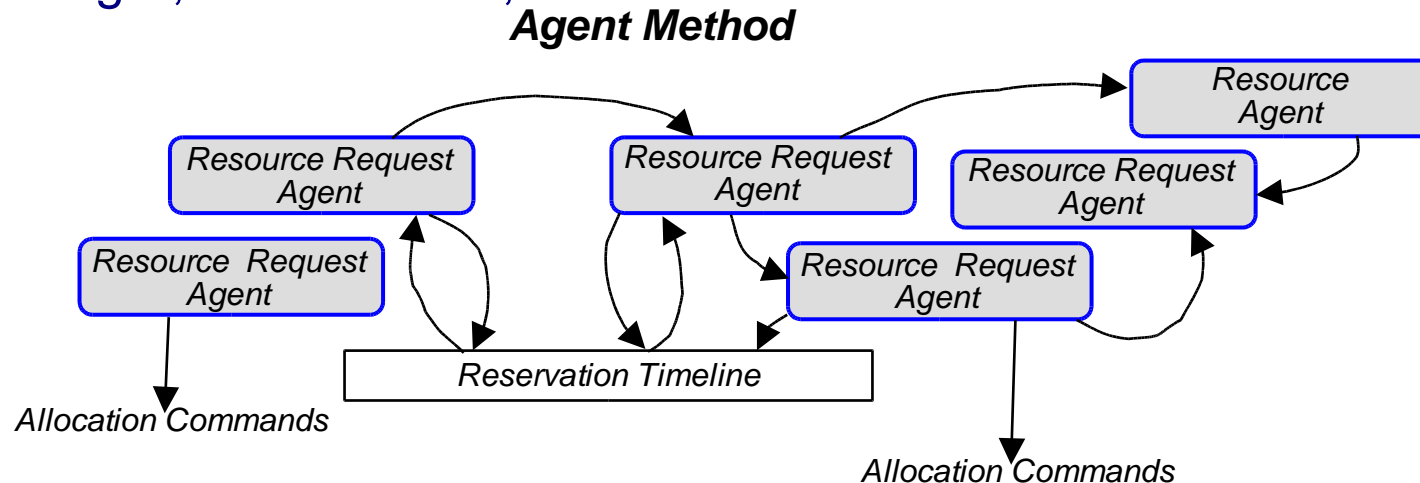 Agent Method
Resource
Agent
Resource Request
Agent
Resource Request
Agent
Resource Request
Agent
Resource Request
Agent
Resource Request
Agent
Reservation Timeline
Allocation Commands
Allocation Commands